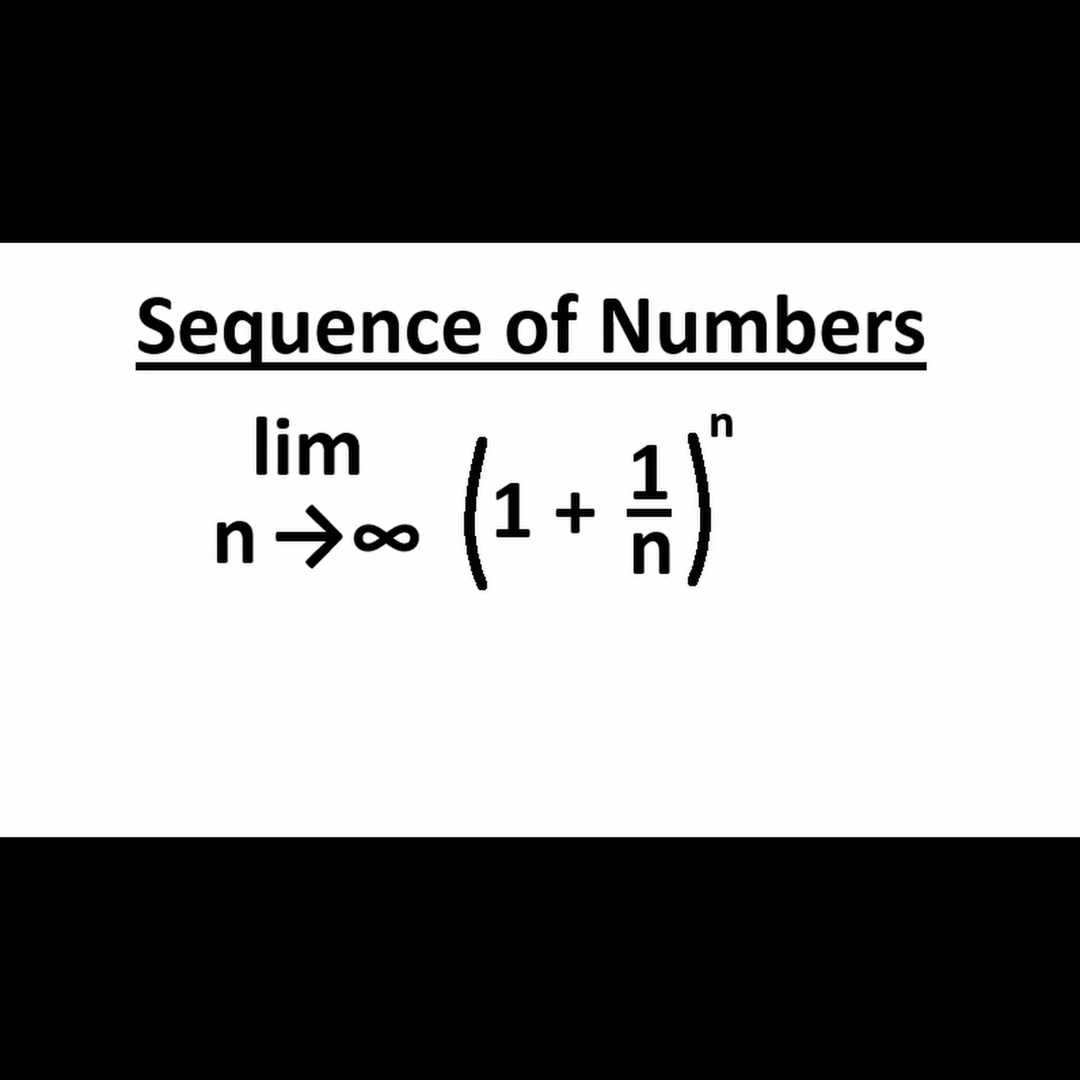 Sequence of Numbers
lim (1 + 1/n)ⁿ
n→∞